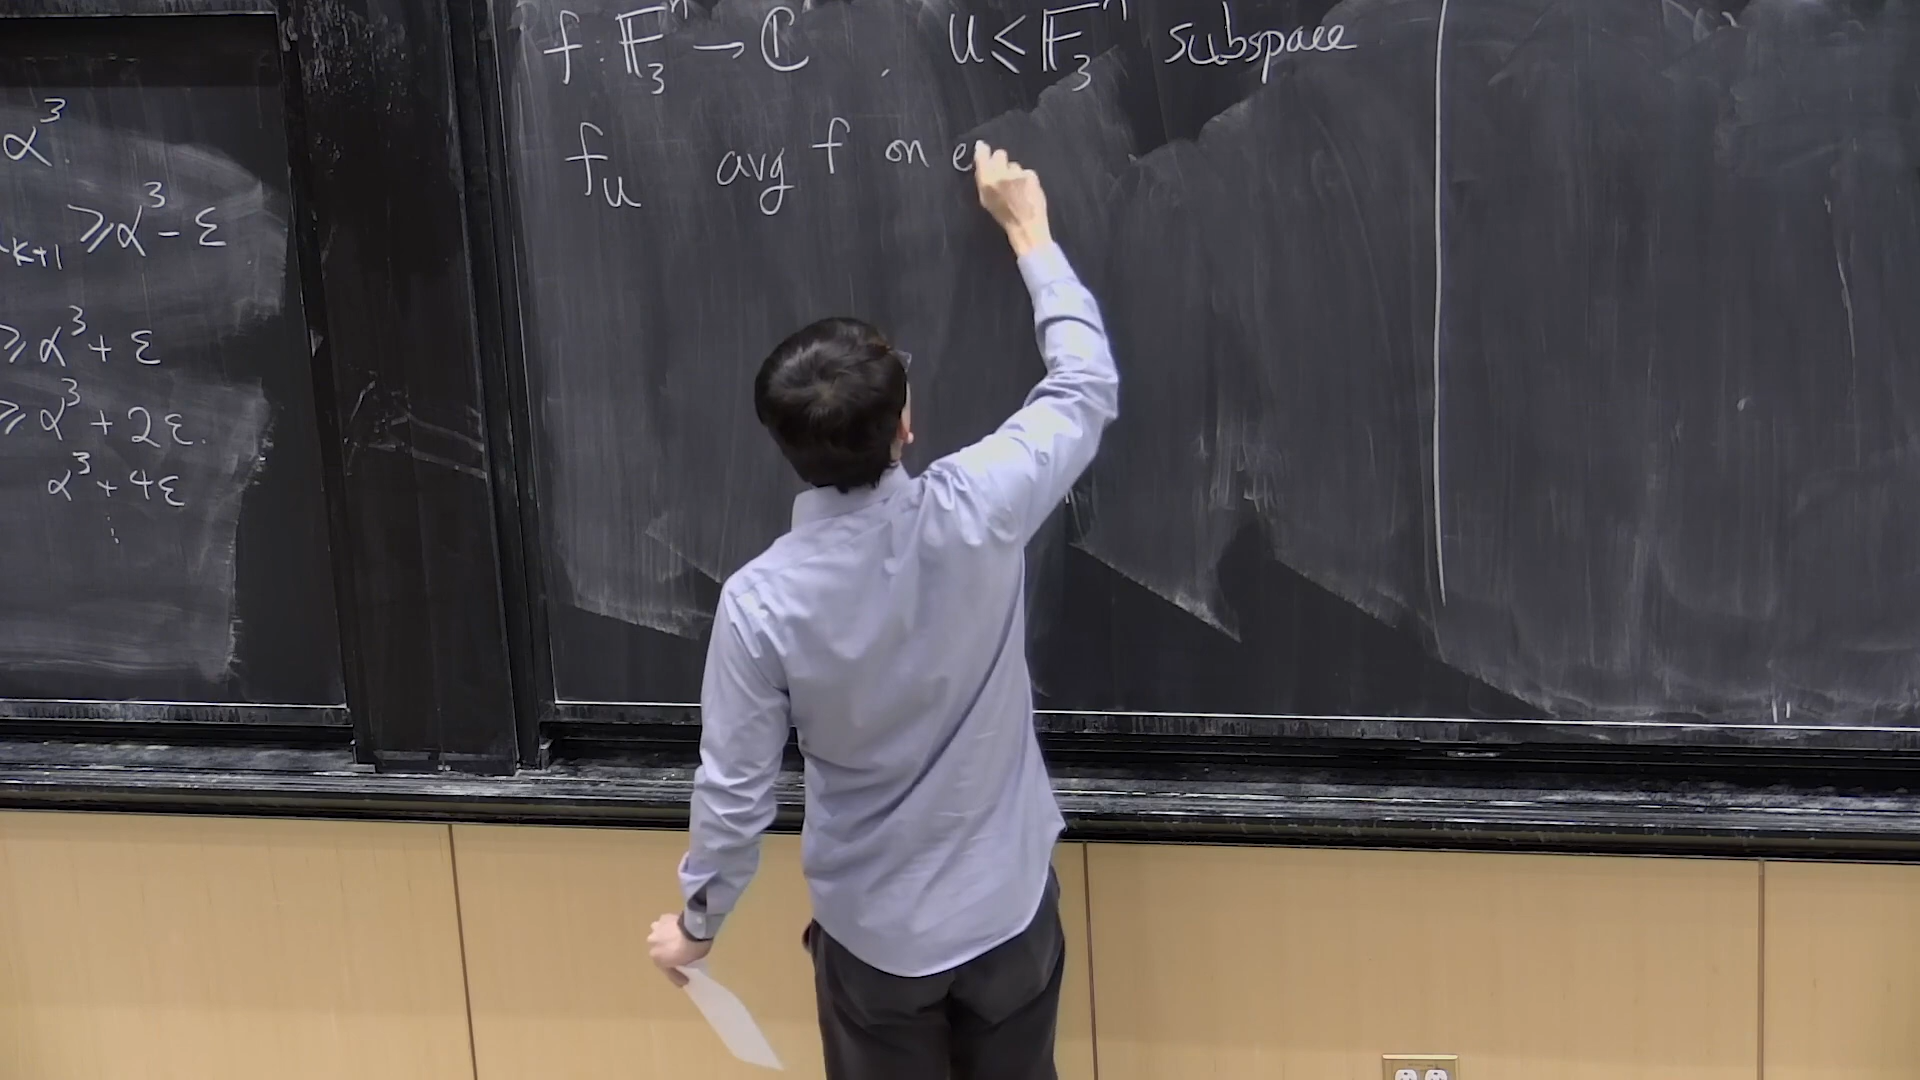 α³.
ₖ₊₁ ≥ α³ - ε
≥ α³ + ε
≥ α³ + 2ε.
α³ + 4ε
⋮
f : 𝔽₃ⁿ → ℂ . U ≤ 𝔽₃ⁿ subspace
f_U avg f on e